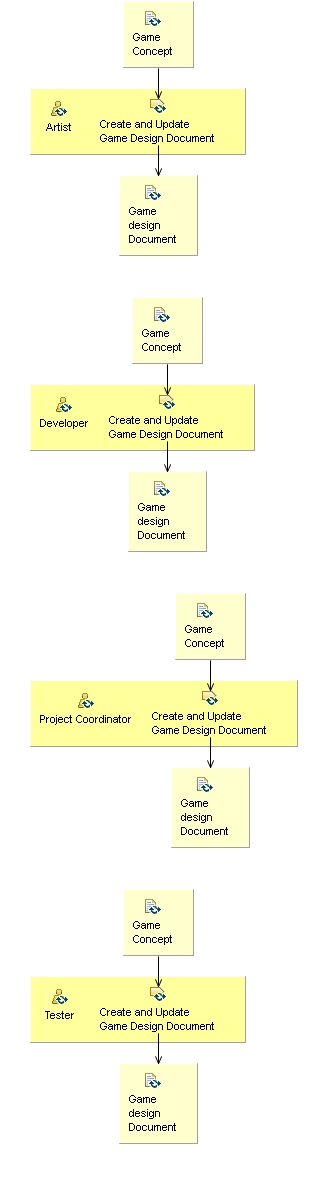 Game
Concept
Artist
Create and Update
Game Design Document
Game
design
Document
Game
Concept
Developer
Create and Update
Game Design Document
Game
design
Document
Game
Concept
Project Coordinator
Create and Update
Game Design Document
Game
design
Document
Game
Concept
Tester
Create and Update
Game Design Document
Game
design
Document